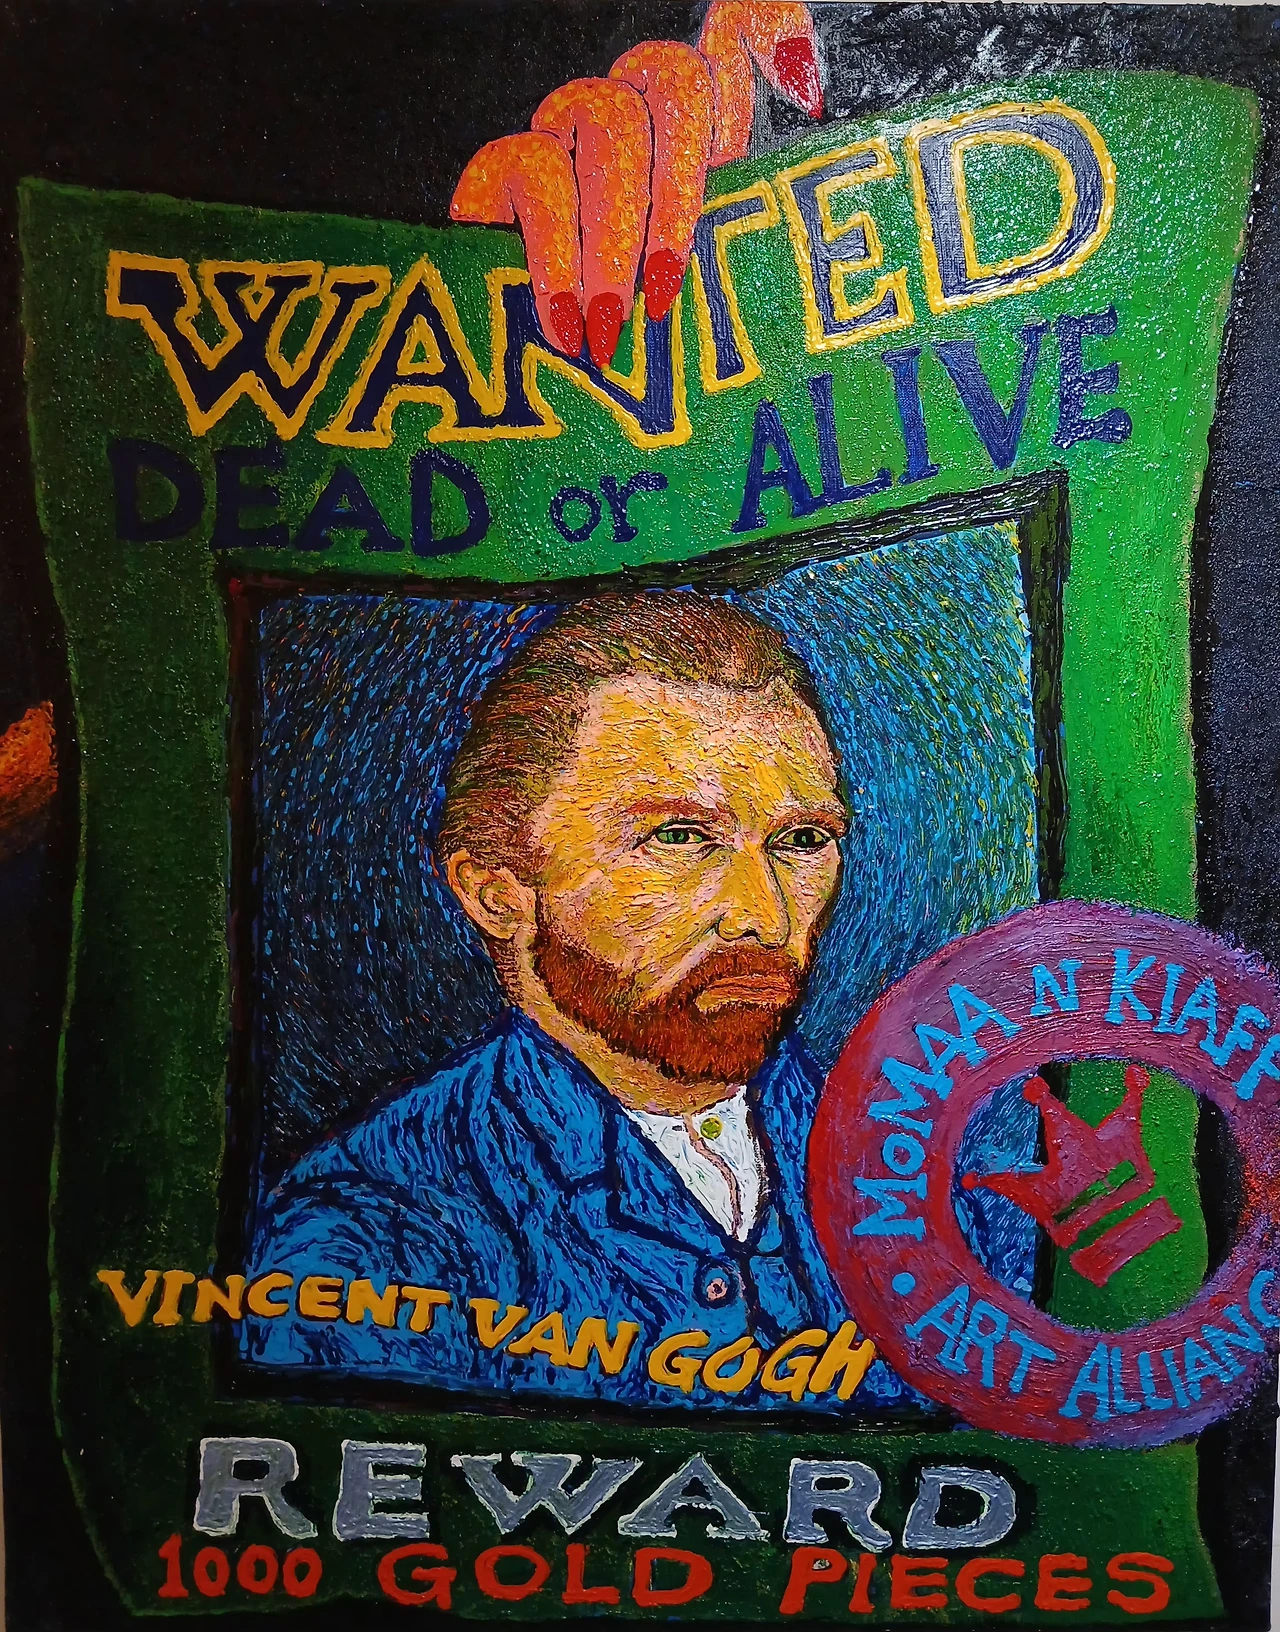 WANTED
DEAD or ALIVE
MoMAA N KIAFF
• ART ALLIANC
VINCENT VAN GOGH
REWARD
1000 GOLD PIECES